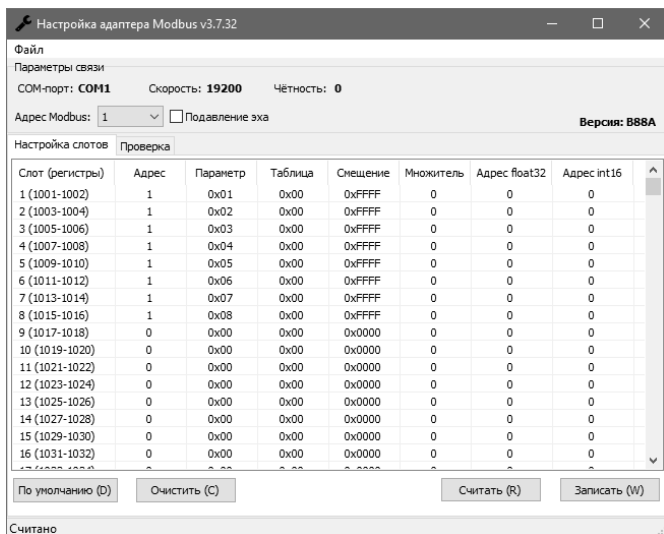 Настройка адаптера Modbus v3.7.32
Файл
Параметры связи
COM-порт: COM1 Скорость: 19200 Чётность: 0
Адрес Modbus: 1 Подавление эха Версия: B88A
Настройка слотов Проверка
Слот (регистры) Адрес Параметр Таблица Смещение Множитель Адрес float32 Адрес int16
1 (1001-1002) 1 0x01 0x00 0xFFFF 0 0 0
2 (1003-1004) 1 0x02 0x00 0xFFFF 0 0 0
3 (1005-1006) 1 0x03 0x00 0xFFFF 0 0 0
4 (1007-1008) 1 0x04 0x00 0xFFFF 0 0 0
5 (1009-1010) 1 0x05 0x00 0xFFFF 0 0 0
6 (1011-1012) 1 0x06 0x00 0xFFFF 0 0 0
7 (1013-1014) 1 0x07 0x00 0xFFFF 0 0 0
8 (1015-1016) 1 0x08 0x00 0xFFFF 0 0 0
9 (1017-1018) 0 0x00 0x00 0x0000 0 0 0
10 (1019-1020) 0 0x00 0x00 0x0000 0 0 0
11 (1021-1022) 0 0x00 0x00 0x0000 0 0 0
12 (1023-1024) 0 0x00 0x00 0x0000 0 0 0
13 (1025-1026) 0 0x00 0x00 0x0000 0 0 0
14 (1027-1028) 0 0x00 0x00 0x0000 0 0 0
15 (1029-1030) 0 0x00 0x00 0x0000 0 0 0
16 (1031-1032) 0 0x00 0x00 0x0000 0 0 0
По умолчанию (D) Очистить (C) Считать (R) Записать (W)
Считано